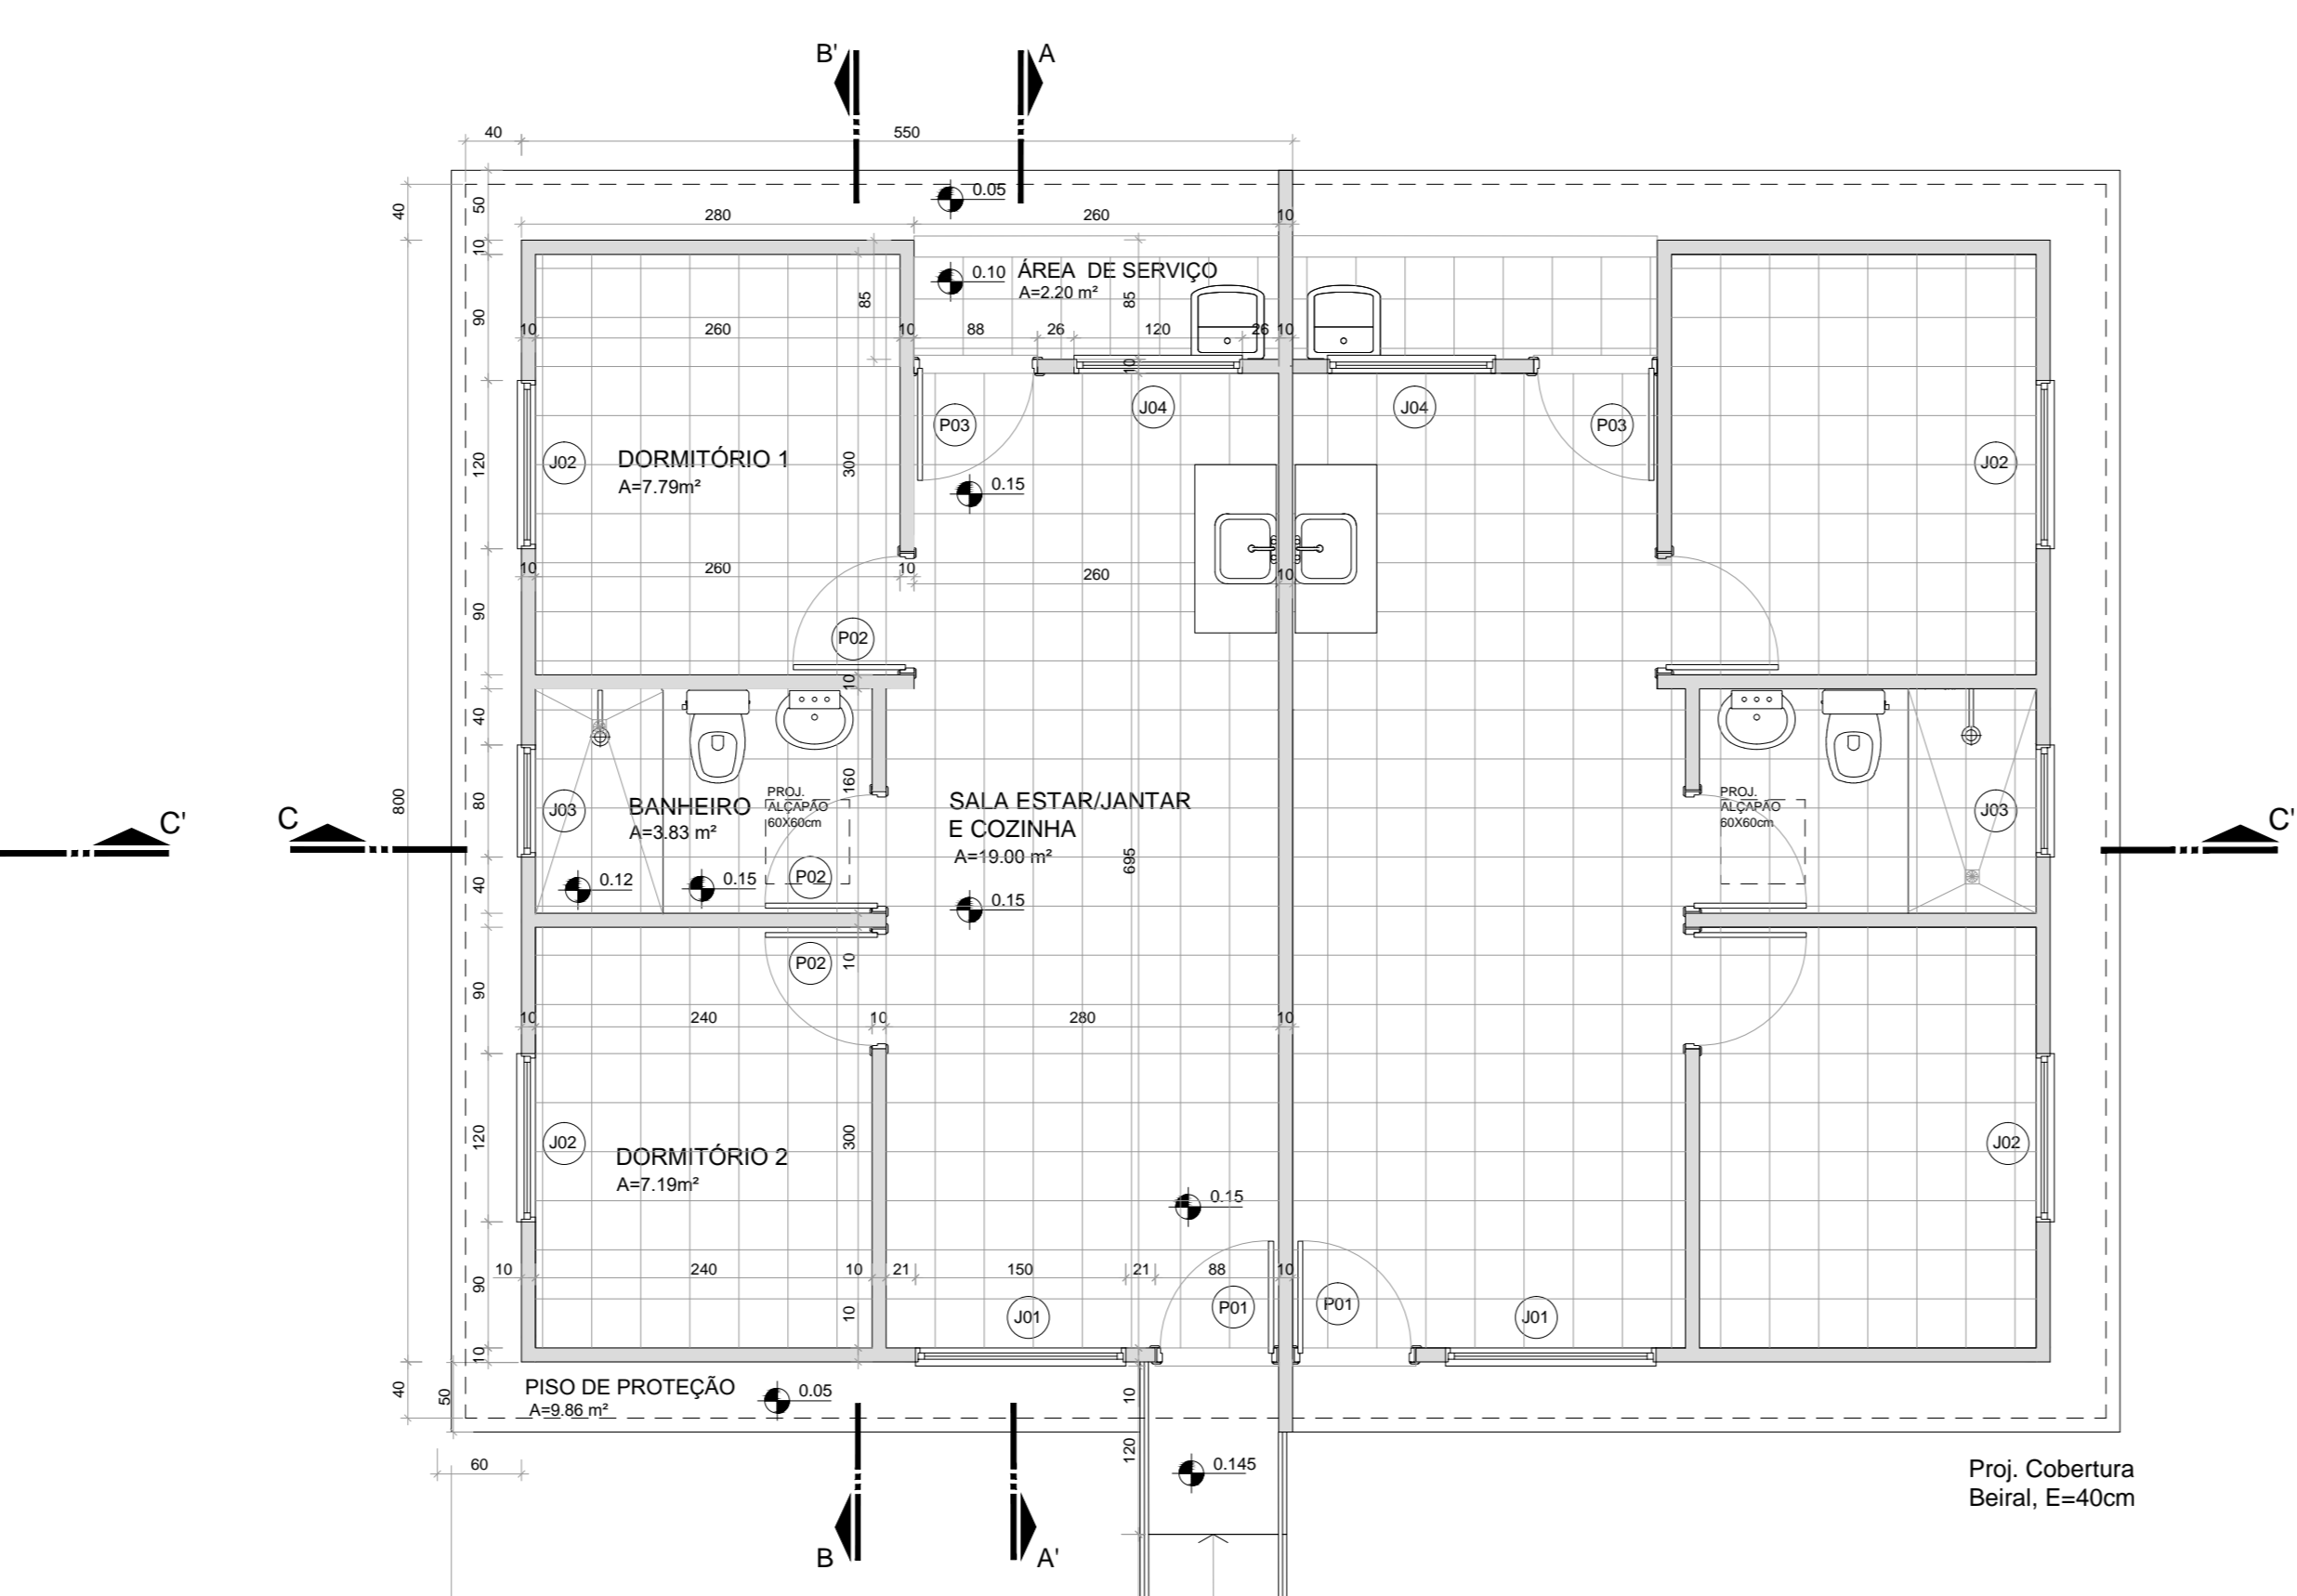 B'
A
40
550
0.05
40
50
280
260
10
10
0.10
ÁREA DE SERVIÇO
A=2.20 m²
85
85
90
10
260
10
88
26
120
26
10
10
J04
J04
P03
P03
J02
DORMITÓRIO 1
A=7.79m²
300
120
J02
0.15
10
260
10
260
10
90
P02
10
40
800
80
J03
BANHEIRO
A=3.83 m²
PROJ.
ALÇAPÃO
60X60cm
160
SALA ESTAR/JANTAR
E COZINHA
A=19.00 m²
695
PROJ.
ALÇAPÃO
60X60cm
J03
C'
C
C'
40
0.12
0.15
P02
0.15
P02
10
90
10
240
10
280
10
120
J02
DORMITÓRIO 2
A=7.19m²
300
J02
0.15
10
240
10
21
150
21
88
10
90
10
J01
P01
P01
J01
10
40
50
PISO DE PROTEÇÃO
A=9.86 m²
0.05
10
120
60
0.145
Proj. Cobertura
Beiral, E=40cm
B
A'